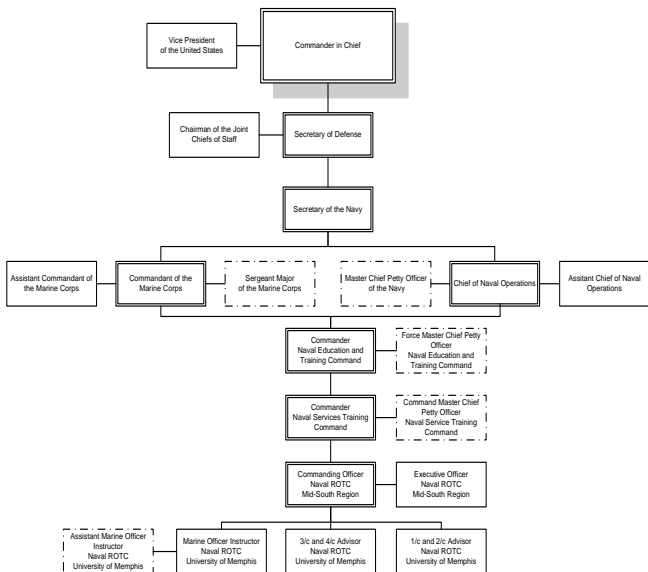 Vice President
of the United States
Commander in Chief
Chairman of the Joint
Chiefs of Staff
Secretary of Defense
Secretary of the Navy
Assistant Commandant of
the Marine Corps
Commandant of the
Marine Corps
Sergeant Major
of the Marine Corps
Master Chief Petty Officer
of the Navy
Chief of Naval Operations
Assitant Chief of Naval
Operations
Commander
Naval Education and
Training Command
Force Master Chief Petty
Officer
Naval Education and
Training Command
Commander
Naval Services Training
Command
Command Master Chief
Petty Officer
Naval Service Training
Command
Commanding Officer
Naval ROTC
Mid-South Region
Executive Officer
Naval ROTC
Mid-South Region
Assistant Marine Officer
Instructor
Naval ROTC
University of Memphis
Marine Officer Instructor
Naval ROTC
University of Memphis
3/c and 4/c Advisor
Naval ROTC
University of Memphis
1/c and 2/c Advisor
Naval ROTC
University of Memphis